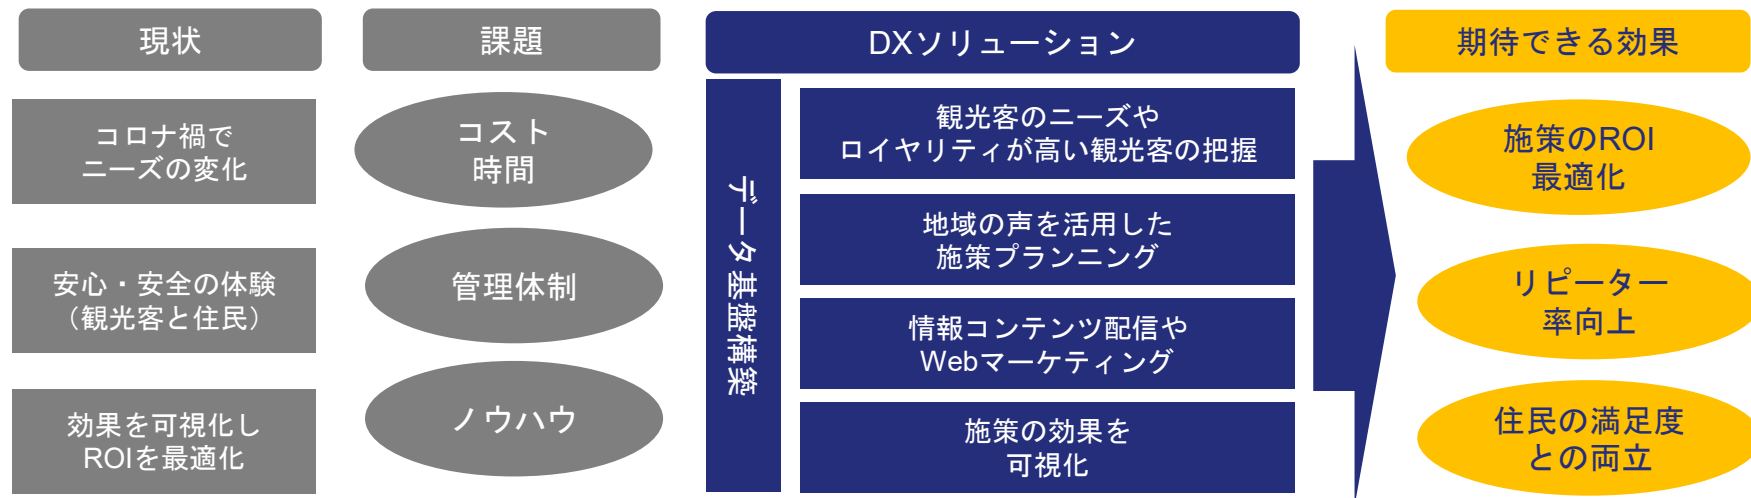 現状
コロナ禍で
ニーズの変化
安心・安全の体験
（観光客と住民）
効果を可視化し
ROIを最適化
課題
コスト
時間
管理体制
ノウハウ
DXソリューション
データ基盤構築
観光客のニーズや
ロイヤリティが高い観光客の把握
地域の声を活用した
施策プランニング
情報コンテンツ配信や
Webマーケティング
施策の効果を
可視化
期待できる効果
施策のROI
最適化
リピーター
率向上
住民の満足度
との両立